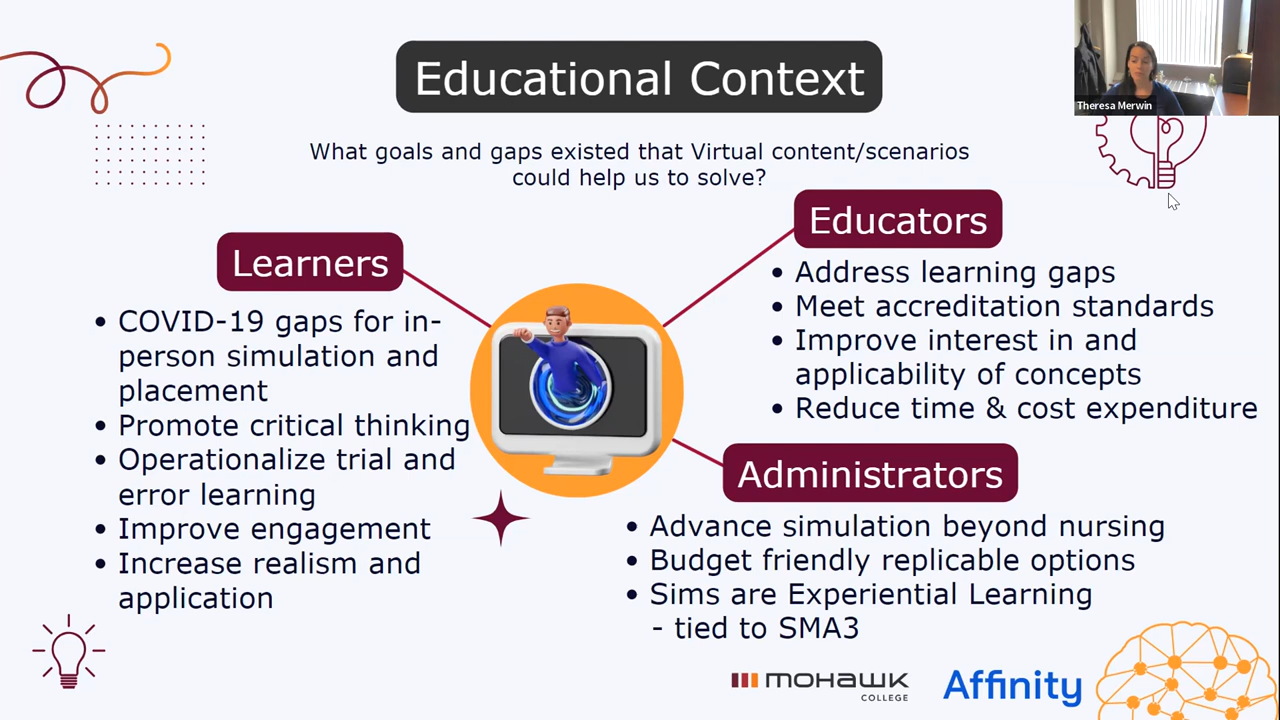 Educational Context
Theresa Merwin
What goals and gaps existed that Virtual content/scenarios
could help us to solve?
Learners
• COVID-19 gaps for in-
person simulation and
placement
• Promote critical thinking
• Operationalize trial and
error learning
• Improve engagement
• Increase realism and
application
Educators
• Address learning gaps
• Meet accreditation standards
• Improve interest in and
applicability of concepts
• Reduce time & cost expenditure
Administrators
• Advance simulation beyond nursing
• Budget friendly replicable options
• Sims are Experiential Learning
- tied to SMA3
mohawk
COLLEGE
Affinity